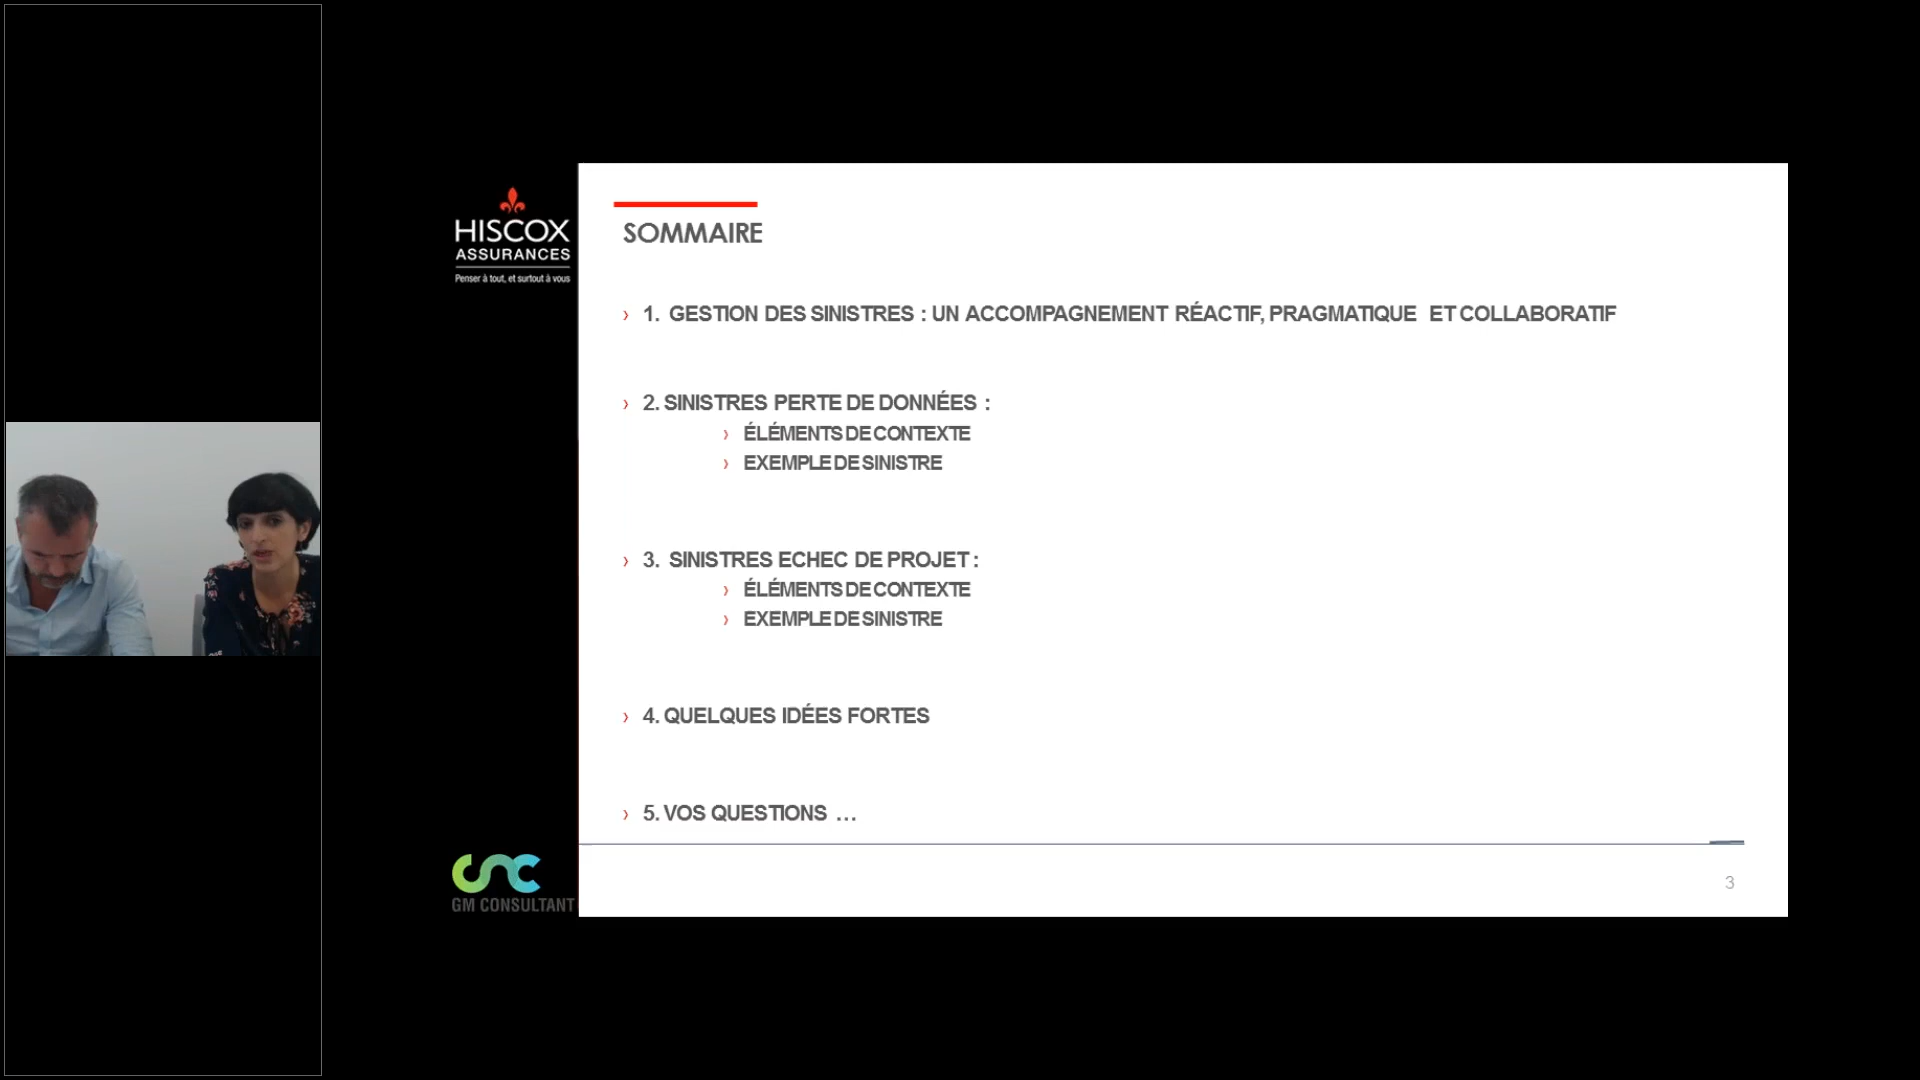 HISCOX
ASSURANCES
Penser à tout, et surtout à vous
SOMMAIRE
› 1. GESTION DES SINISTRES : UN ACCOMPAGNEMENT RÉACTIF, PRAGMATIQUE ET COLLABORATIF
› 2. SINISTRES PERTE DE DONNÉES :
› ÉLÉMENTS DE CONTEXTE
› EXEMPLE DE SINISTRE
› 3. SINISTRES ECHEC DE PROJET :
› ÉLÉMENTS DE CONTEXTE
› EXEMPLE DE SINISTRE
› 4. QUELQUES IDÉES FORTES
› 5. VOS QUESTIONS …
GM CONSULTANT
3